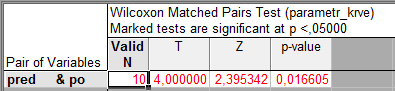 Wilcoxon Matched Pairs Test (parametr_krve)
Marked tests are significant at p <,05000
Pair of Variables Valid N T Z p-value
pred & po 10 4,000000 2,395342 0,016605